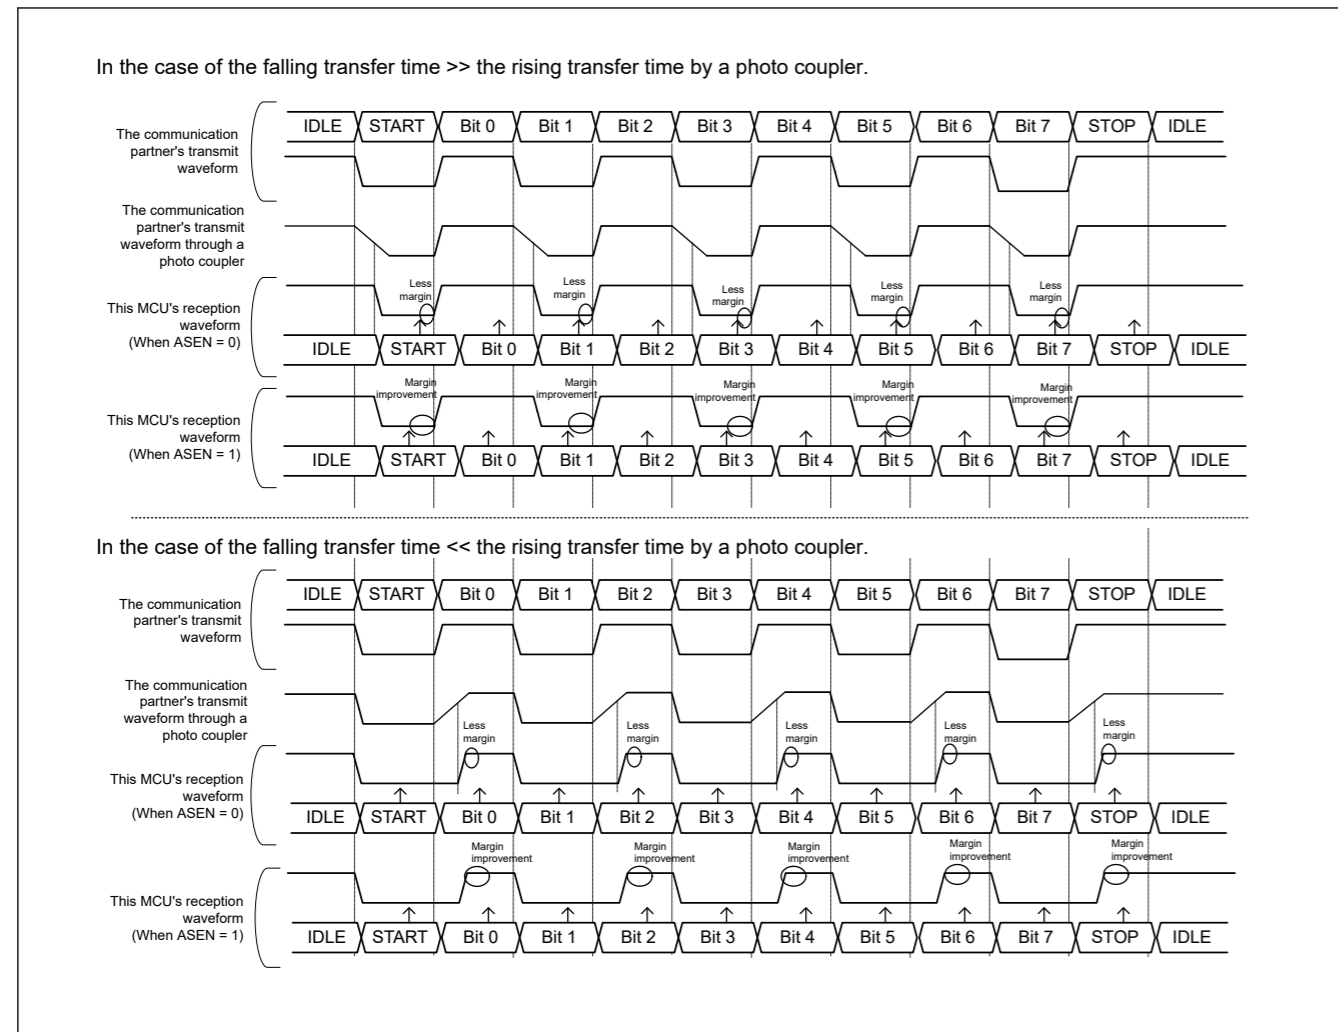 In the case of the falling transfer time >> the rising transfer time by a photo coupler.
The communication
partner's transmit
waveform
IDLE START Bit 0 Bit 1 Bit 2 Bit 3 Bit 4 Bit 5 Bit 6 Bit 7 STOP IDLE
The communication
partner's transmit
waveform through a
photo coupler
This MCU's reception
waveform
(When ASEN = 0)
Less
margin
Less
margin
Less
margin
Less
margin
Less
margin
IDLE START Bit 0 Bit 1 Bit 2 Bit 3 Bit 4 Bit 5 Bit 6 Bit 7 STOP IDLE
This MCU's reception
waveform
(When ASEN = 1)
Margin
improvement
Margin
improvement
Margin
improvement
Margin
improvement
Margin
improvement
IDLE START Bit 0 Bit 1 Bit 2 Bit 3 Bit 4 Bit 5 Bit 6 Bit 7 STOP IDLE
In the case of the falling transfer time << the rising transfer time by a photo coupler.
The communication
partner's transmit
waveform
IDLE START Bit 0 Bit 1 Bit 2 Bit 3 Bit 4 Bit 5 Bit 6 Bit 7 STOP IDLE
The communication
partner's transmit
waveform through a
photo coupler
Less
margin
Less
margin
Less
margin
Less
margin
Less
margin
This MCU's reception
waveform
(When ASEN = 0)
IDLE START Bit 0 Bit 1 Bit 2 Bit 3 Bit 4 Bit 5 Bit 6 Bit 7 STOP IDLE
Margin
improvement
Margin
improvement
Margin
improvement
Margin
improvement
Margin
improvement
This MCU's reception
waveform
(When ASEN = 1)
IDLE START Bit 0 Bit 1 Bit 2 Bit 3 Bit 4 Bit 5 Bit 6 Bit 7 STOP IDLE